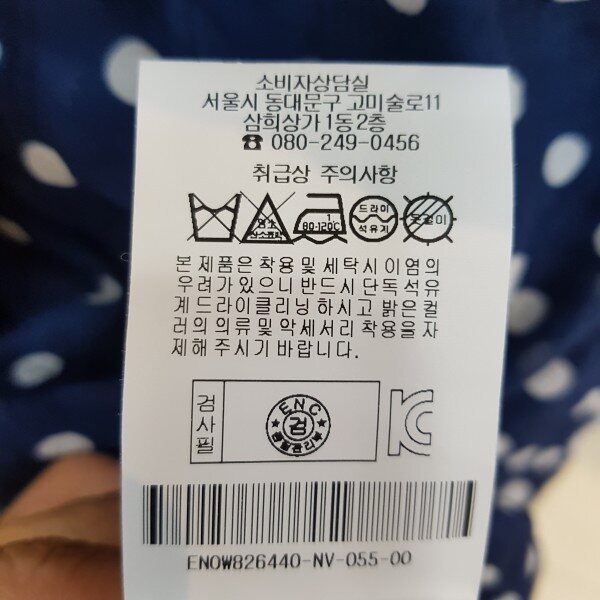 소비자상담실
서울시 동대문구 고미술로11
삼희상가 1동2층
☎ 080-249-0456
취급상 주의사항
염소
산소표백
1
80-120℃
드라이
석유계
본 제품은 착용 및 세탁시 이염의
우려가 있으니 반드시 단독 석유
계 드라이클리닝 하시고 밝은 컬
러의 의류 및 악세서리 착용을 자
제해 주시기 바랍니다.
검사필
ENC
검
KC
ENOW826440-NV-055-00